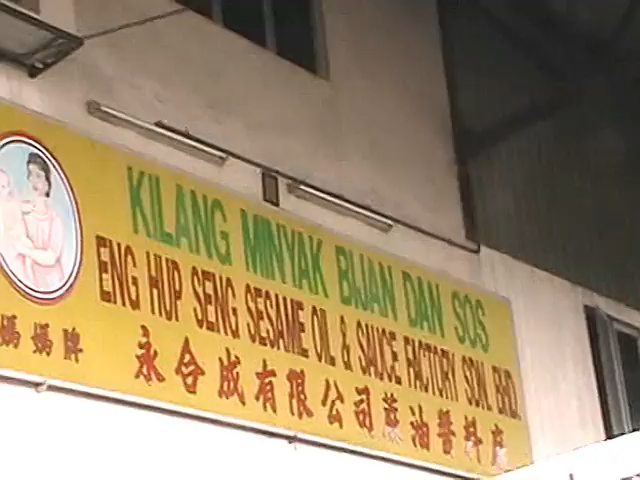 KILANG MINYAK BIJAN DAN SOS
ENG HUP SENG SESAME OIL & SAUCE FACTORY SDN. BHD.
永合成有限公司蔴油醬料廠
媽媽牌